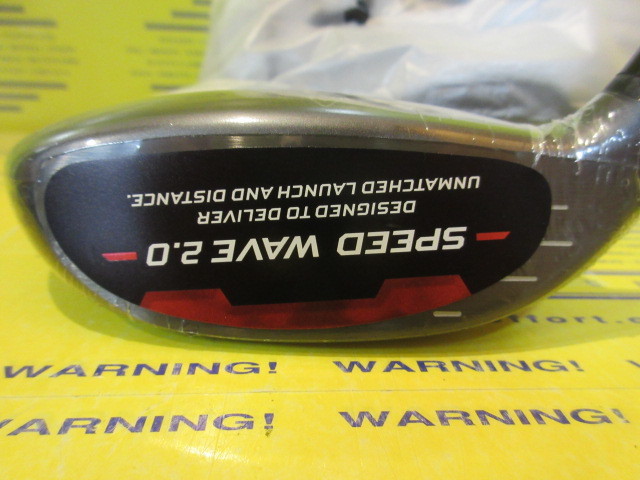 SPEED WAVE 2.0
DESIGNED TO DELIVER
UNMATCHED LAUNCH AND DISTANCE.
WARNING! WARNING! WARNING!
WARNING! WARNING! WARNING!